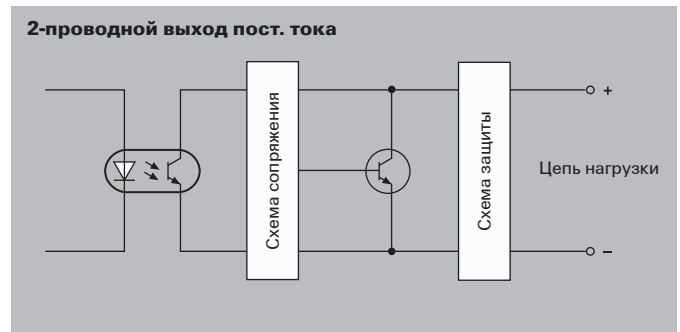 2-проводной выход пост. тока
Схема сопряжения
Схема защиты
+
Цепь нагрузки
–